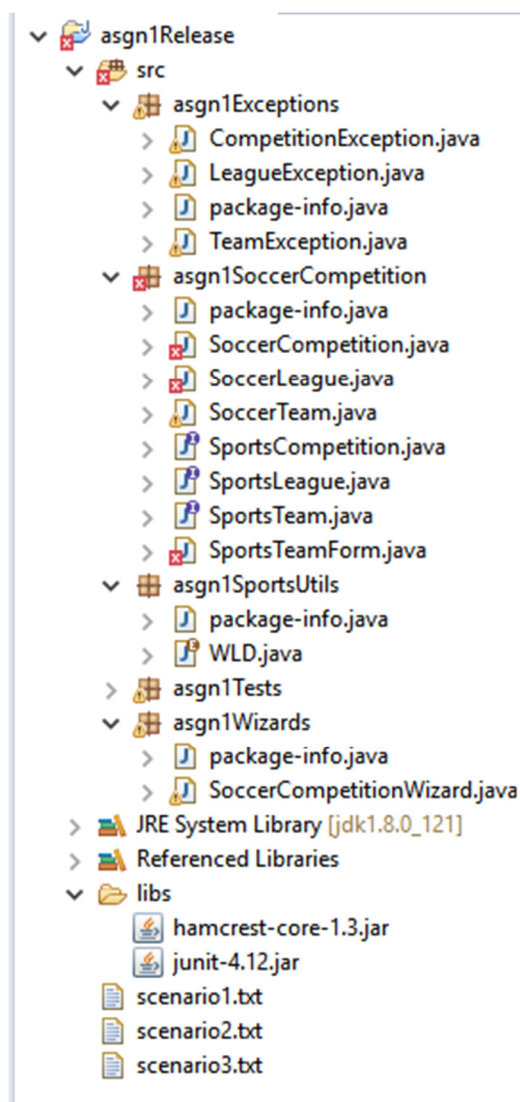 asgn1Release
src
asgn1Exceptions
CompetitionException.java
LeagueException.java
package-info.java
TeamException.java
asgn1SoccerCompetition
package-info.java
SoccerCompetition.java
SoccerLeague.java
SoccerTeam.java
SportsCompetition.java
SportsLeague.java
SportsTeam.java
SportsTeamForm.java
asgn1SportsUtils
package-info.java
WLD.java
asgn1Tests
asgn1Wizards
package-info.java
SoccerCompetitionWizard.java
JRE System Library [jdk1.8.0_121]
Referenced Libraries
libs
hamcrest-core-1.3.jar
junit-4.12.jar
scenario1.txt
scenario2.txt
scenario3.txt